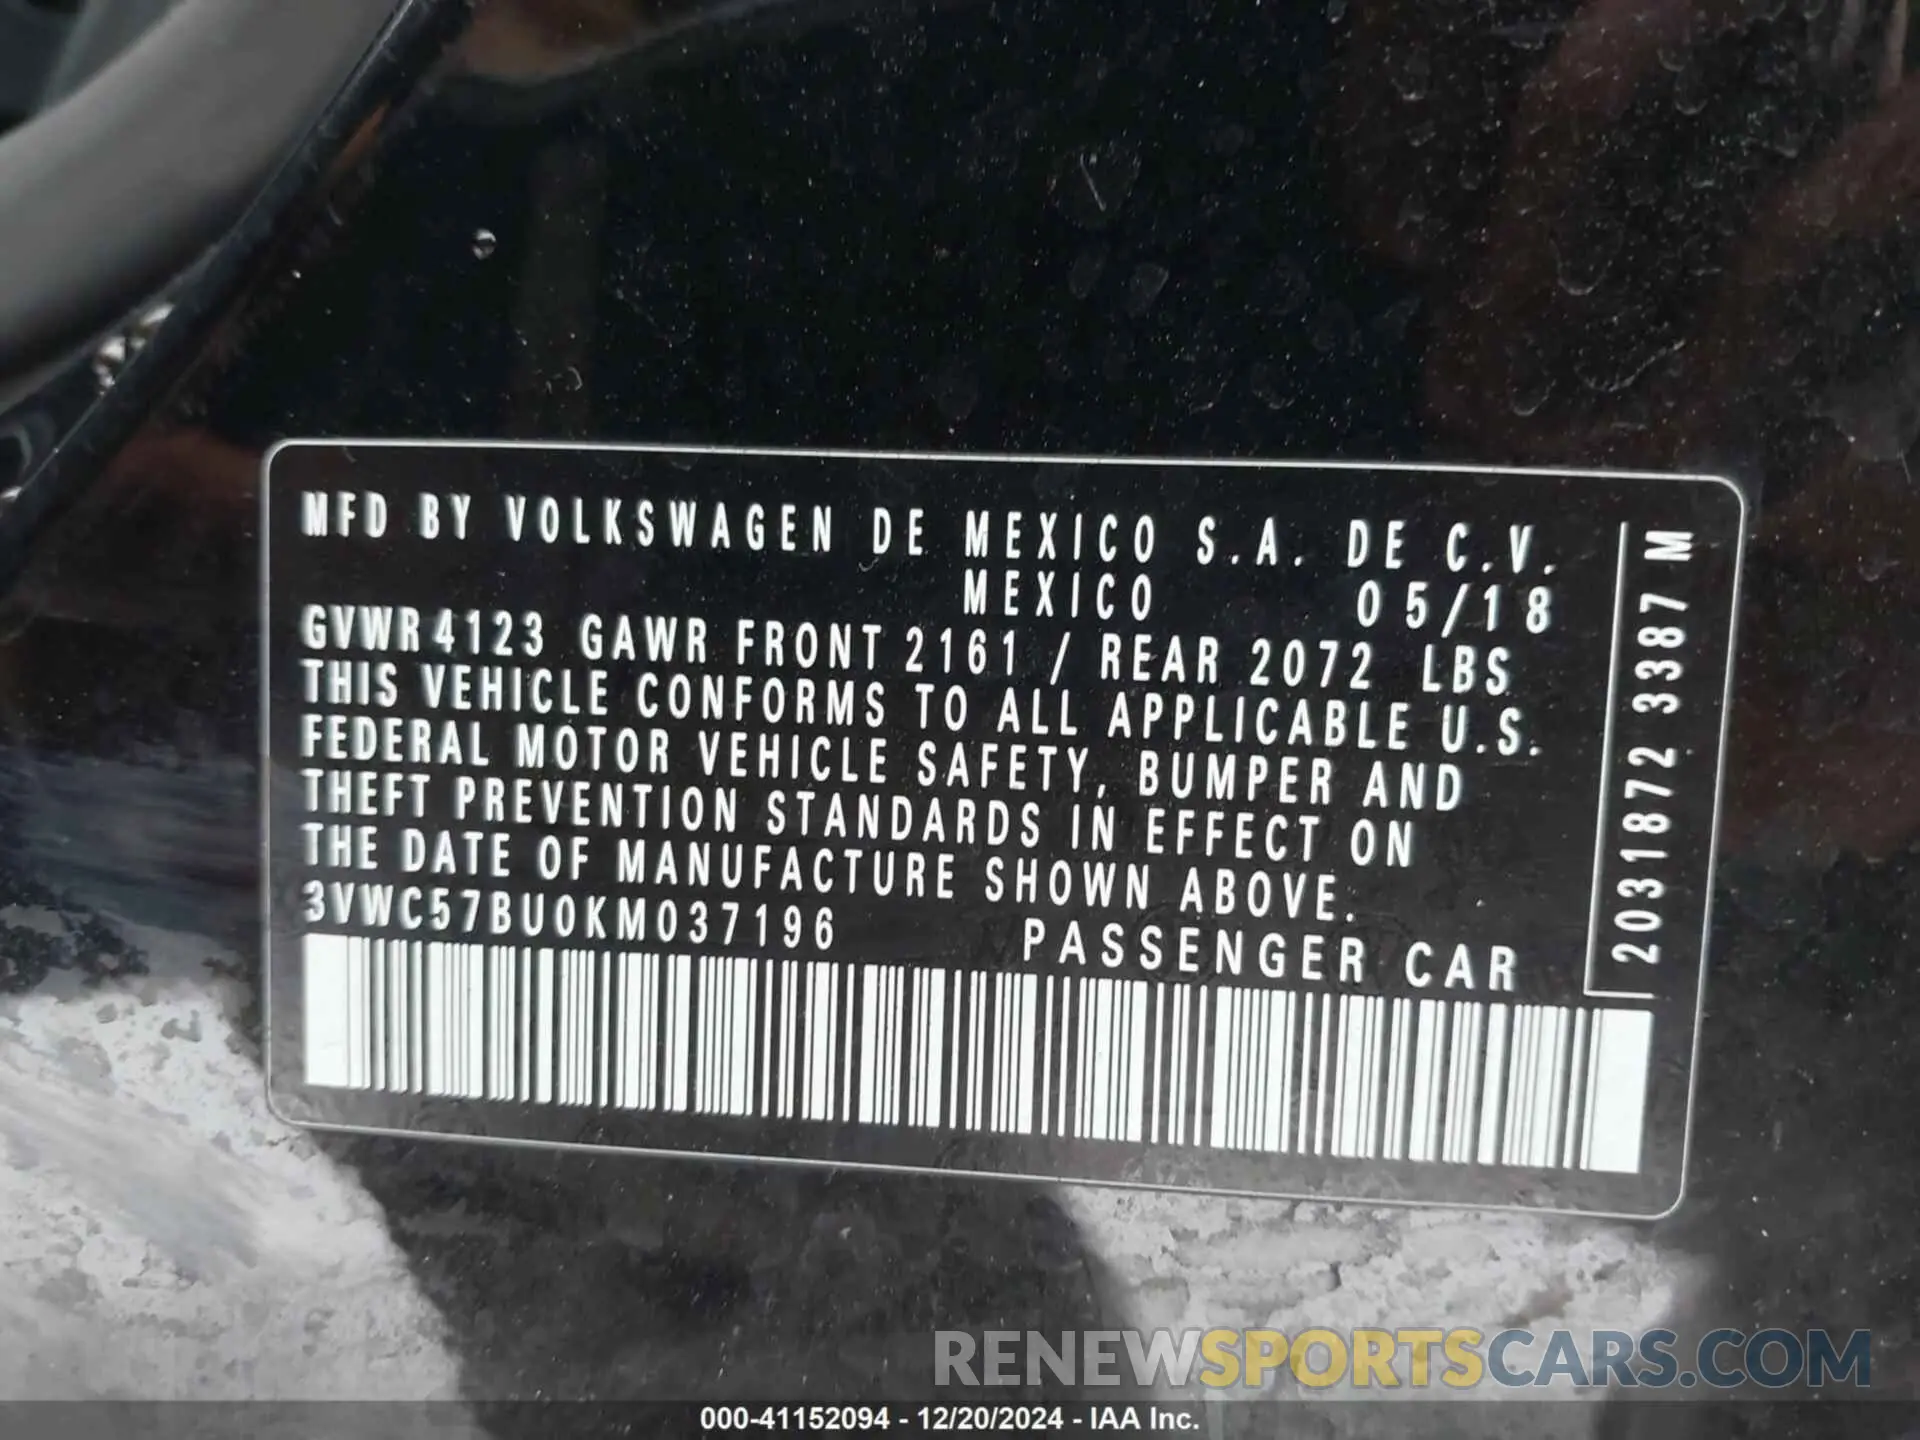 MFD BY VOLKSWAGEN DE MEXICO S.A. DE C.V.
MEXICO 05/18
GVWR 4123 GAWR FRONT 2161 / REAR 2072 LBS
THIS VEHICLE CONFORMS TO ALL APPLICABLE U.S.
FEDERAL MOTOR VEHICLE SAFETY, BUMPER AND
THEFT PREVENTION STANDARDS IN EFFECT ON
THE DATE OF MANUFACTURE SHOWN ABOVE.
3VWC57BU0KM037196 PASSENGER CAR
2031872 3387 M
RENEWSPORTSCARS.COM
000-41152094 - 12/20/2024 - IAA Inc.